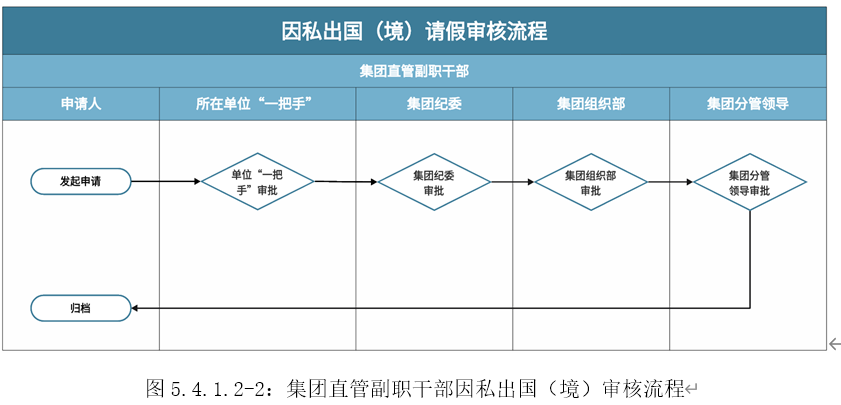 因私出国（境）请假审核流程
集团直管副职干部
申请人
所在单位“一把手”
集团纪委
集团组织部
集团分管领导
发起申请
单位“一把
手”审批
集团纪委
审批
集团组织部
审批
集团分管
领导审批
归档
图 5.4.1.2-2：集团直管副职干部因私出国（境）审核流程